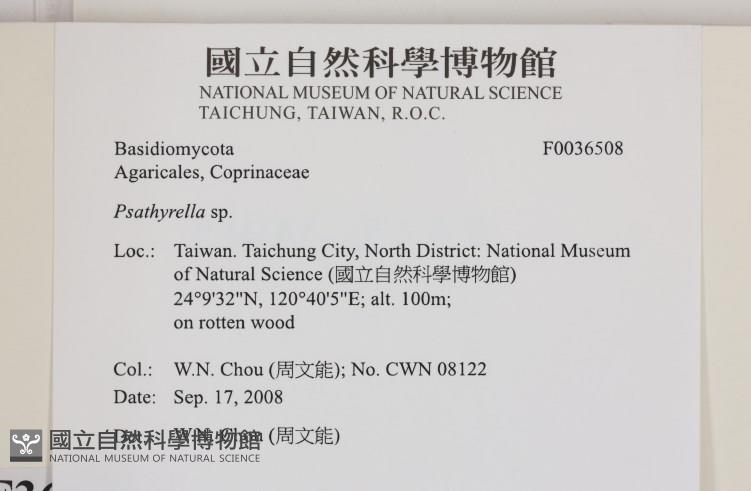 國立自然科學博物館
NATIONAL MUSEUM OF NATURAL SCIENCE
TAICHUNG, TAIWAN, R.O.C.
Basidiomycota F0036508
Agaricales, Coprinaceae
Psathyrella sp.
Loc.: Taiwan. Taichung City, North District: National Museum
of Natural Science (國立自然科學博物館)
24°9'32"N, 120°40'5"E; alt. 100m;
on rotten wood
Col.: W.N. Chou (周文能); No. CWN 08122
Date: Sep. 17, 2008
Det.: W.N. Chou (周文能)
國立自然科學博物館
NATIONAL MUSEUM OF NATURAL SCIENCE